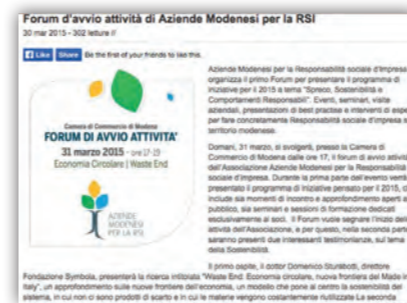 Forum d'avvio attività di Aziende Modenesi per la RSI
30 mar 2015 - 302 letture //
Like Share Be the first of your friends to like this.
Camera di Commercio di Modena
FORUM DI AVVIO ATTIVITA'
31 marzo 2015 - ore 17-19
Economia Circolare | Waste End
AZIENDE
MODENESI
PER LA RSI
Aziende Modenesi per la Responsabilità sociale d'Impresa
organizza il primo Forum per presentare il programma di
iniziative per il 2015 a tema "Spreco, Sostenibilità e
Comportamenti Responsabili". Eventi, seminari, visite
aziendali, presentazioni di best practise e interventi di
per fare concretamente Responsabilità sociale d'impresa
territorio modenese.
Domani, 31 marzo, si svolgerà, presso la Camera di
Commercio di Modena dalle ore 17, il forum di avvio attività
dell'Associazione Aziende Modenesi per la Responsabilità
sociale d'impresa. Durante la prima parte dell'evento verrà
presentato il programma di iniziative pensato per il 2015, 
include sia momenti di incontro e approfondimento aperti al
pubblico, sia seminari e sessioni di formazione dedicati
esclusivamente ai soci. Il Forum vuole segnare l'inizio
attività dell'Associazione, e per questo, nella seconda parte
saranno presenti due interessanti testimonianze, sul tema
della Sostenibilità.
Il primo ospite, il dottor Domenico Sturabotti, direttore
Fondazione Symbola, presenterà la ricerca intitolata "Waste End. Economia circolare, nuova frontiera del Made in
Italy", un approfondimento sulle nuove frontiere dell'economia, un modello che pone al centro la sostenibilità del
sistema, in cui non ci sono prodotti di scarto e in cui le materie vengono costantemente riutilizzate La seconda